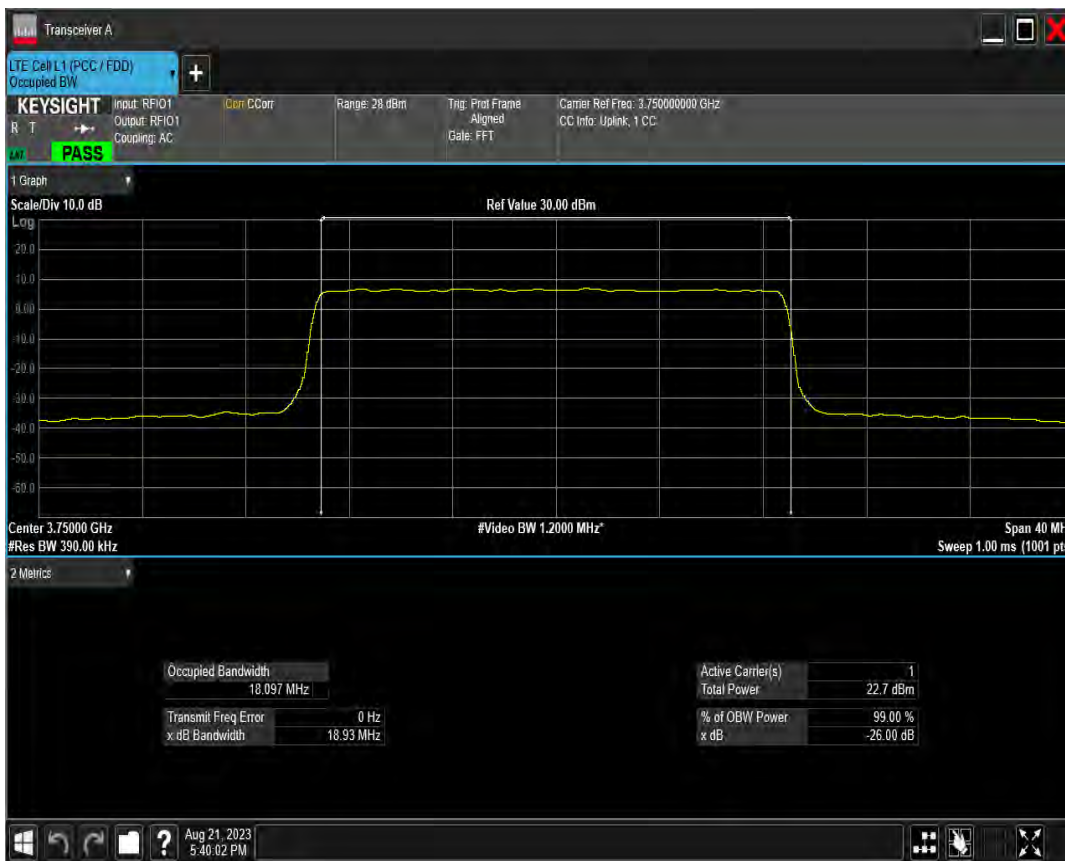 Transceiver A
LTE Cell L1 (PCC / FDD)
Occupied BW
+
KEYSIGHT
R T
PASS
Input: RFIO1
Output: RFIO1
Coupling: AC
Corr CCorr
Range: 28 dBm
Trig: Prot Frame
Aligned
Gate: FFT
Carrier Ref Freq: 3.750000000 GHz
CC Info: Uplink, 1 CC
1 Graph
Scale/Div 10.0 dB
Ref Value 30.00 dBm
Log
20.0
10.0
0.00
-10.0
-20.0
-30.0
-40.0
-50.0
-60.0
Center 3.75000 GHz
#Video BW 1.2000 MHz*
Span 40 MH
#Res BW 390.00 kHz
Sweep 1.00 ms (1001 pts
2 Metrics
Occupied Bandwidth
18.097 MHz
Transmit Freq Error 0 Hz
x dB Bandwidth 18.93 MHz
Active Carrier(s) 1
Total Power 22.7 dBm
% of OBW Power 99.00 %
x dB -26.00 dB
?
Aug 21, 2023
5:40:02 PM